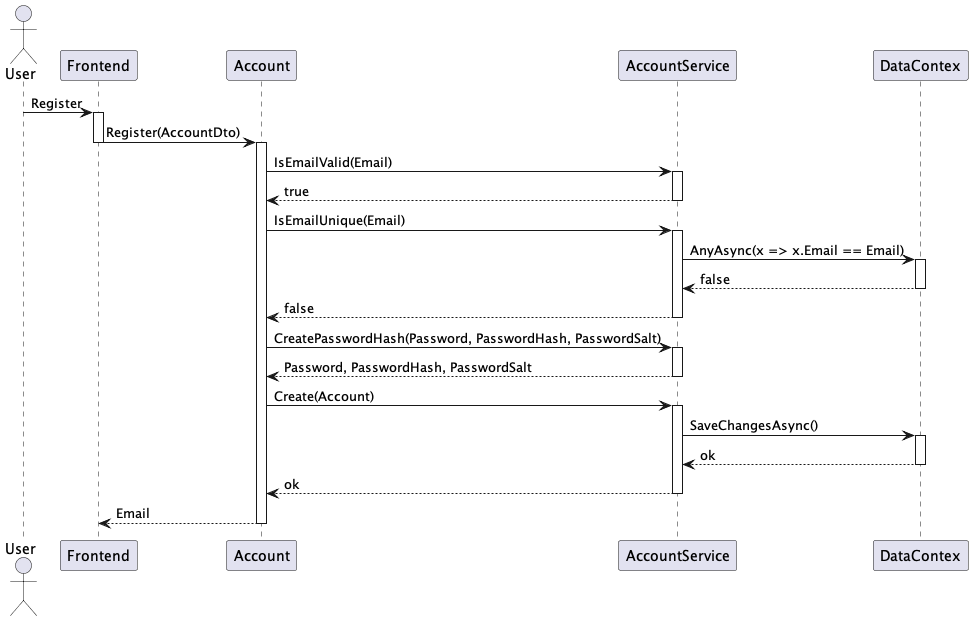 User
Frontend
Account
AccountService
DataContex
Register
Register(AccountDto)
IsEmailValid(Email)
true
IsEmailUnique(Email)
AnyAsync(x => x.Email == Email)
false
false
CreatePasswordHash(Password, PasswordHash, PasswordSalt)
Password, PasswordHash, PasswordSalt
Create(Account)
SaveChangesAsync()
ok
ok
Email
User
Frontend
Account
AccountService
DataContex